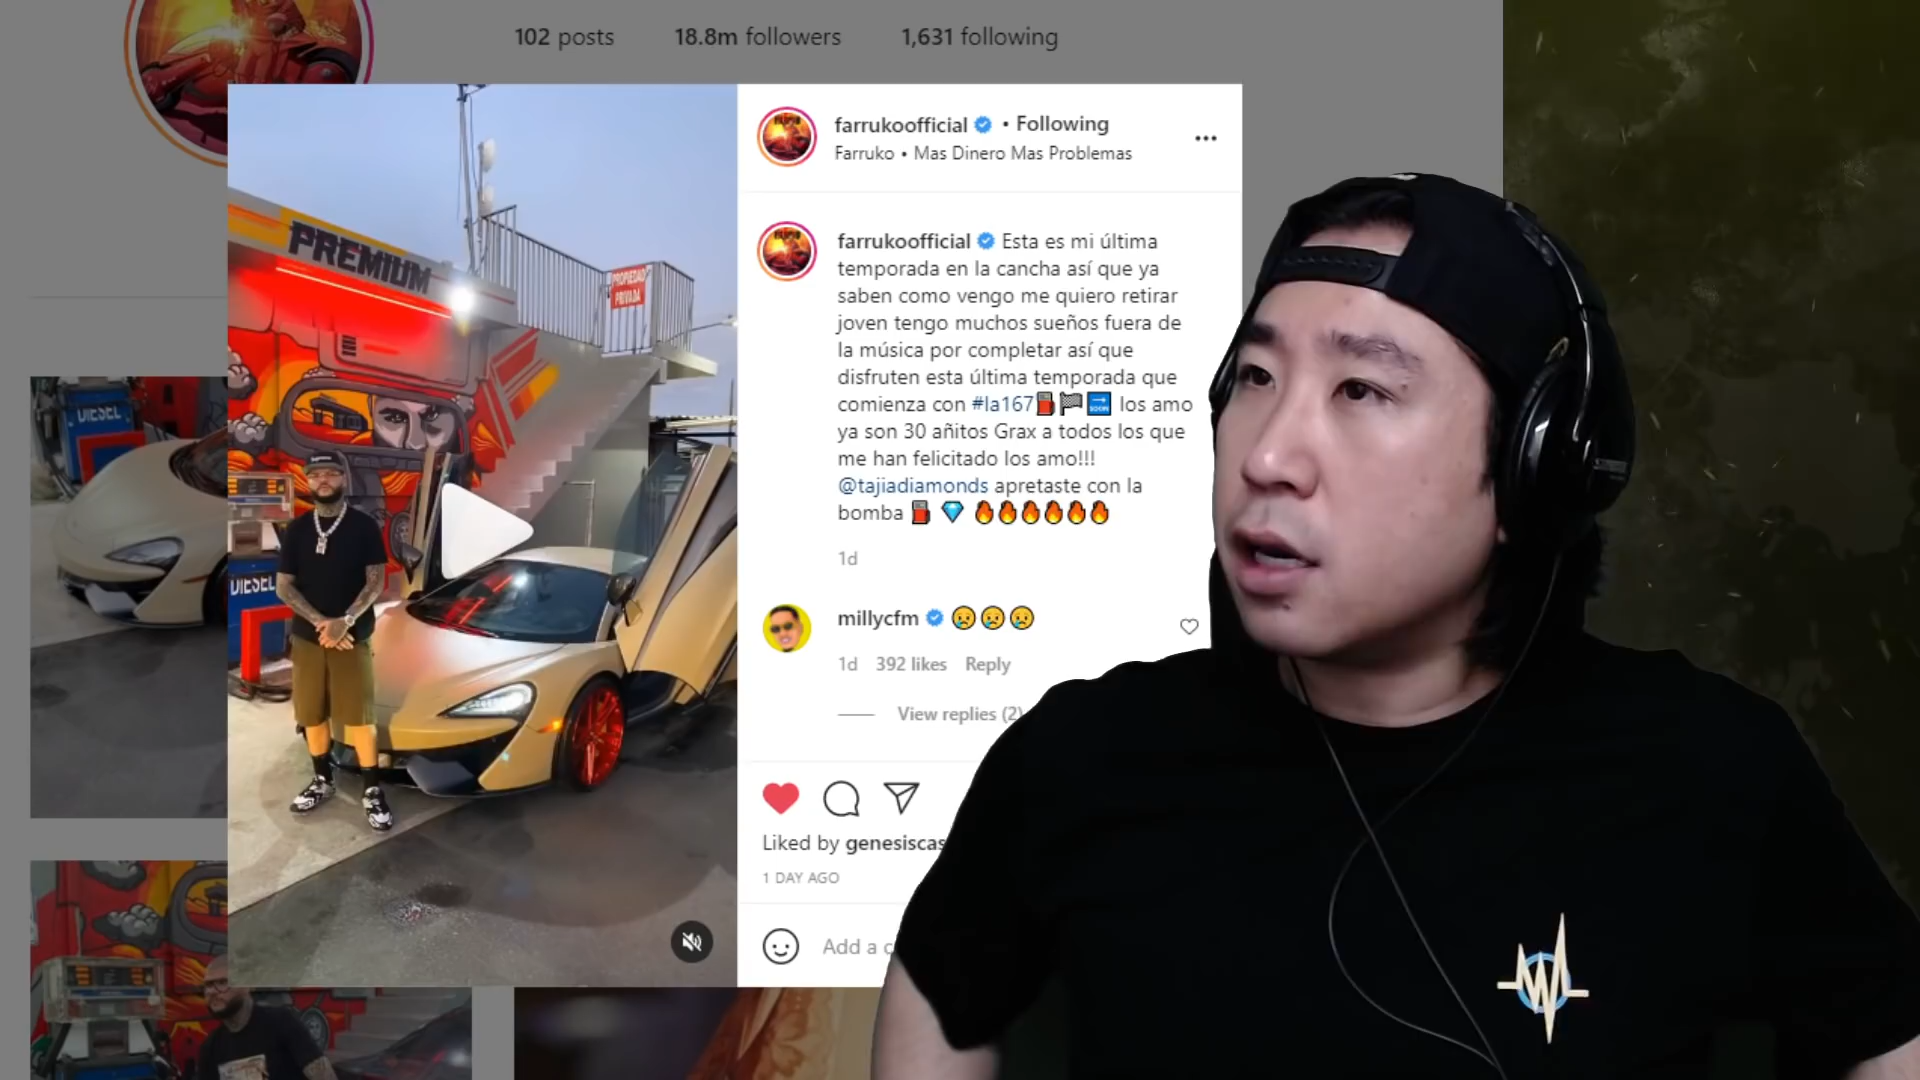 102 posts 18.8m followers 1,631 following
PREMIUM
PROPIEDAD
PRIVADA
DIESEL
DIESEL
farrukoofficial • Following
Farruko • Mas Dinero Mas Problemas
farrukoofficial Esta es mi última
temporada en la cancha así que ya
saben como vengo me quiero retirar
joven tengo muchos sueños fuera de
la música por completar así que
disfruten esta última temporada que
comienza con #la167⛽🏁🔜 los amo
ya son 30 añitos Grax a todos los que
me han felicitado los amo!!!
@tajiadiamonds apretaste con la
bomba ⛽ 💎 🔥🔥🔥🔥🔥🔥
1d
millycfm 😢😢😢
1d 392 likes Reply
View replies (2)
Liked by genesiscas
1 DAY AGO
Add a c